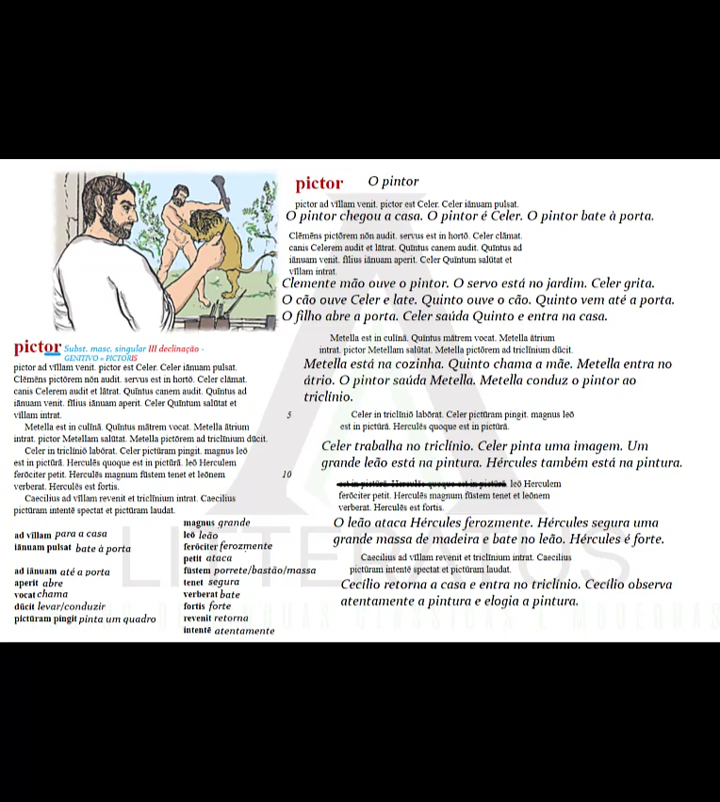 pictor Subst. masc. singular III declinação -
GENITIVO = PICTORIS
pictor ad vīllam venit. pictor est Celer. Celer iānuam pulsat.
Clēmēns pictōrem nōn audit. servus est in hortō. Celer clāmat.
canis Celerem audit et lātrat. Quīntus canem audit. Quīntus ad
iānuam venit. fīlius iānuam aperit. Celer Quīntum salūtat et
vīllam intrat.
Metella est in culīnā. Quīntus mātrem vocat. Metella ātrium
intrat. pictor Metellam salūtat. Metella pictōrem ad triclīnium dūcit.
Celer in triclīniō labōrat. Celer pictūram pingit. magnus leō
est in pictūrā. Herculēs quoque est in pictūrā. leō Herculem
ferōciter petit. Herculēs magnum fūstem tenet et leōnem
verberat. Herculēs est fortis.
Caecilius ad vīllam revenit et triclīnium intrat. Caecilius
pictūram intentē spectat et pictūram laudat.
5
10
ad vīllam para a casa
iānuam pulsat bate à porta
ad iānuam até a porta
aperit abre
vocat chama
dūcit levar/conduzir
pictūram pingit pinta um quadro
magnus grande
leō leão
ferōciter ferozmente
petit ataca
fūstem porrete/bastão/massa
tenet segura
verberat bate
fortis forte
revenit retorna
intentē atentamente
pictor O pintor
pictor ad vīllam venit. pictor est Celer. Celer iānuam pulsat.
O pintor chegou a casa. O pintor é Celer. O pintor bate à porta.
Clēmēns pictōrem nōn audit. servus est in hortō. Celer clāmat.
canis Celerem audit et lātrat. Quīntus canem audit. Quīntus ad
iānuam venit. fīlius iānuam aperit. Celer Quīntum salūtat et
vīllam intrat.
Clemente mão ouve o pintor. O servo está no jardim. Celer grita.
O cão ouve Celer e late. Quinto ouve o cão. Quinto vem até a porta.
O filho abre a porta. Celer saúda Quinto e entra na casa.
Metella est in culīnā. Quīntus mātrem vocat. Metella ātrium
intrat. pictor Metellam salūtat. Metella pictōrem ad triclīnium dūcit.
Metella está na cozinha. Quinto chama a mãe. Metella entra no
átrio. O pintor saúda Metella. Metella conduz o pintor ao
triclínio.
Celer in triclīniō labōrat. Celer pictūram pingit. magnus leō
est in pictūrā. Herculēs quoque est in pictūrā.
Celer trabalha no triclínio. Celer pinta uma imagem. Um
grande leão está na pintura. Hércules também está na pintura.
est in pictūrā. Herculēs quoque est in pictūrā. leō Herculem
ferōciter petit. Herculēs magnum fūstem tenet et leōnem
verberat. Herculēs est fortis.
O leão ataca Hércules ferozmente. Hércules segura uma
grande massa de madeira e bate no leão. Hércules é forte.
Caecilius ad vīllam revenit et triclīnium intrat. Caecilius
pictūram intentē spectat et pictūram laudat.
Cecílio retorna a casa e entra no triclínio. Cecílio observa
atentamente a pintura e elogia a pintura.